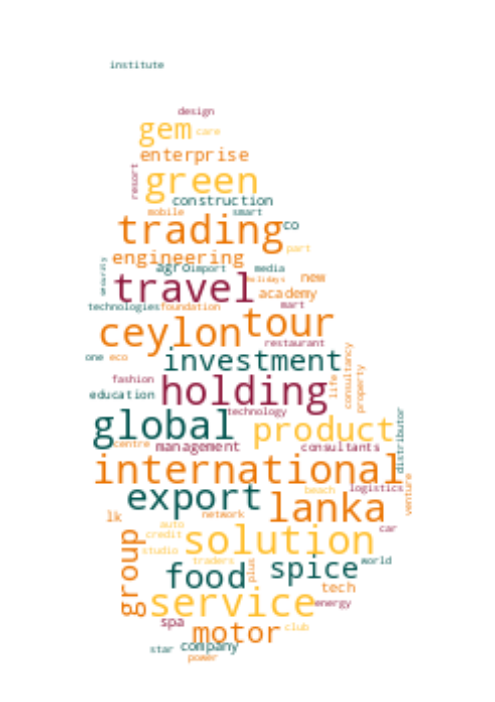 institute
design
gem care
enterprise
resort
green
construction
mobile smart
trading co
part
engineering
security
agro import media
travel holidays new
academy
technologies foundation mart
ceylon tour
restaurant
one eco investment
consultancy
property
life
fashion
holding
education
technology
distributor
global product
centre management consultants
international
export beach logistics
venture
lanka
lk network
auto car
credit
solution
studio
traders world
group
food plus spice
tech
service energy
spa
motor club
star company
power